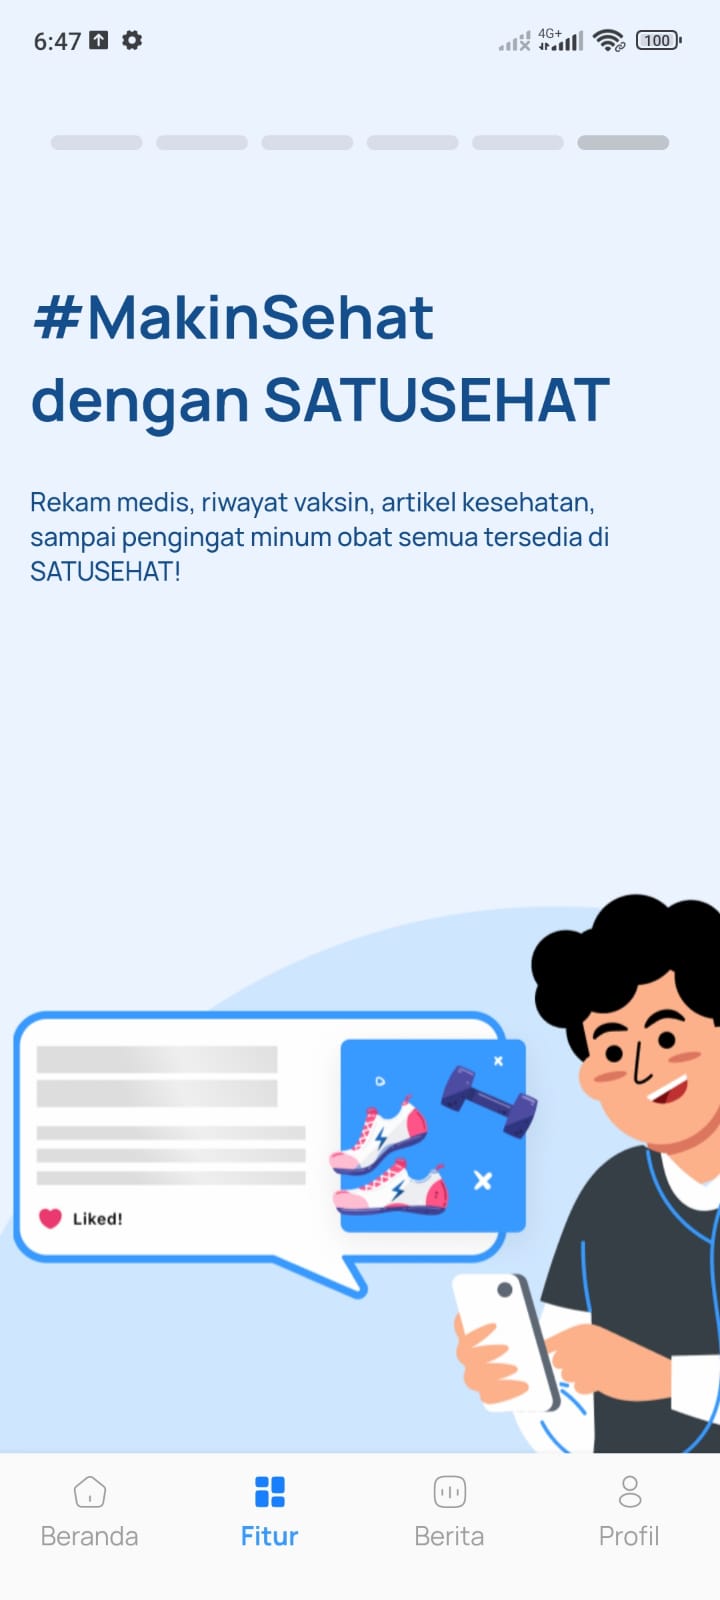 6:47
4G+
100
#MakinSehat
dengan SATUSEHAT
Rekam medis, riwayat vaksin, artikel kesehatan,
sampai pengingat minum obat semua tersedia di
SATUSEHAT!
Liked!
Beranda
Fitur
Berita
Profil